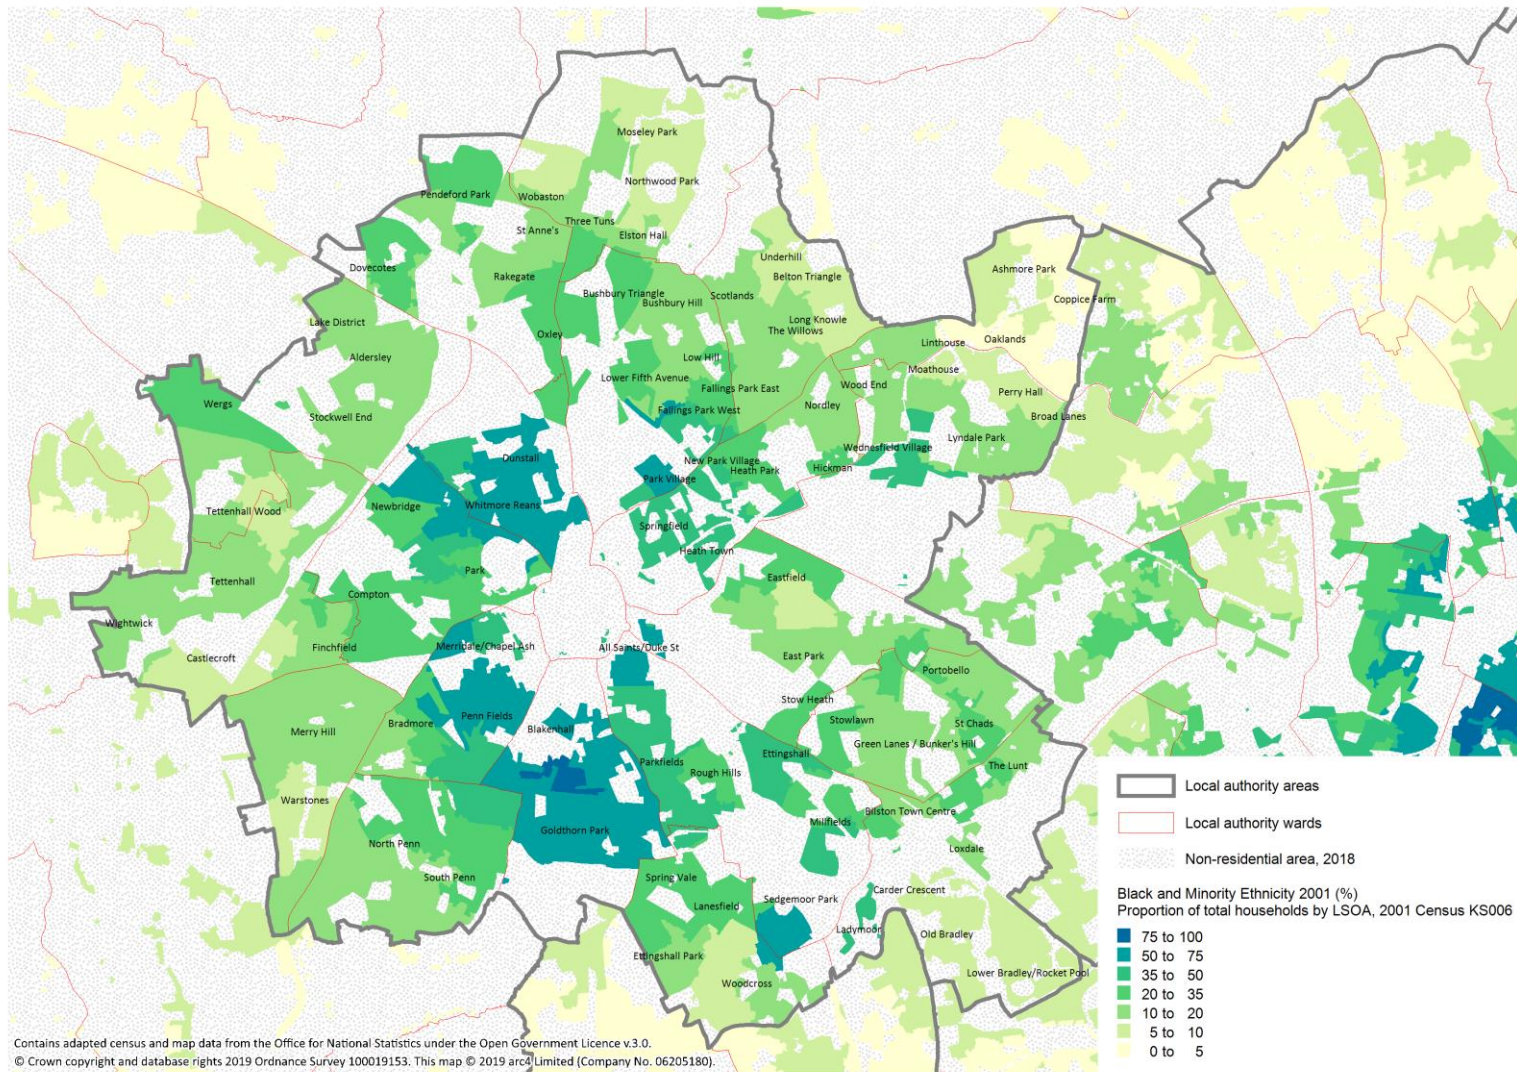 Moseley Park
Northwood Park
Pendeford Park
Wobaston
Three Tuns
St Anne's
Elston Hall
Underhill
Dovecotes
Rakegate
Belton Triangle
Ashmore Park
Bushbury Triangle
Bushbury Hill
Scotlands
Coppice Farm
Lake District
Long Knowle
Oxley
The Willows
Linthouse
Oaklands
Aldersley
Low Hill
Moathouse
Lower Fifth Avenue
Fallings Park East
Wood End
Perry Hall
Wergs
Nordley
Stockwell End
Fallings Park West
Broad Lanes
Lyndale Park
Wednesfield Village
Dunstall
New Park Village
Heath Park
Hickman
Park Village
Newbridge
Whitmore Reans
Tettenhall Wood
Springfield
Heath Town
Park
Eastfield
Tettenhall
Compton
Wightwick
Finchfield
Merridale/Chapel Ash
All Saints/Duke St
Castlecroft
East Park
Portobello
Stow Heath
Penn Fields
Bradmore
Stowlawn
St Chads
Merry Hill
Blakenhall
Green Lanes / Bunker's Hill
Ettingshall
Parkfields
Rough Hills
The Lunt
Warstones
Bilston Town Centre
Millfields
Goldthorn Park
North Penn
Loxdale
South Penn
Spring Vale
Carder Crescent
Sedgemoor Park
Lanesfield
Ladymoor
Old Bradley
Ettingshall Park
Lower Bradley/Rocket Pool
Woodcross
Local authority areas
Local authority wards
Non-residential area, 2018
Black and Minority Ethnicity 2001 (%)
Proportion of total households by LSOA, 2001 Census KS006
75 to 100
50 to 75
35 to 50
20 to 35
10 to 20
5 to 10
0 to 5
Contains adapted census and map data from the Office for National Statistics under the Open Government Licence v.3.0.
© Crown copyright and database rights 2019 Ordnance Survey 100019153. This map © 2019 arc4 Limited (Company No. 06205180).